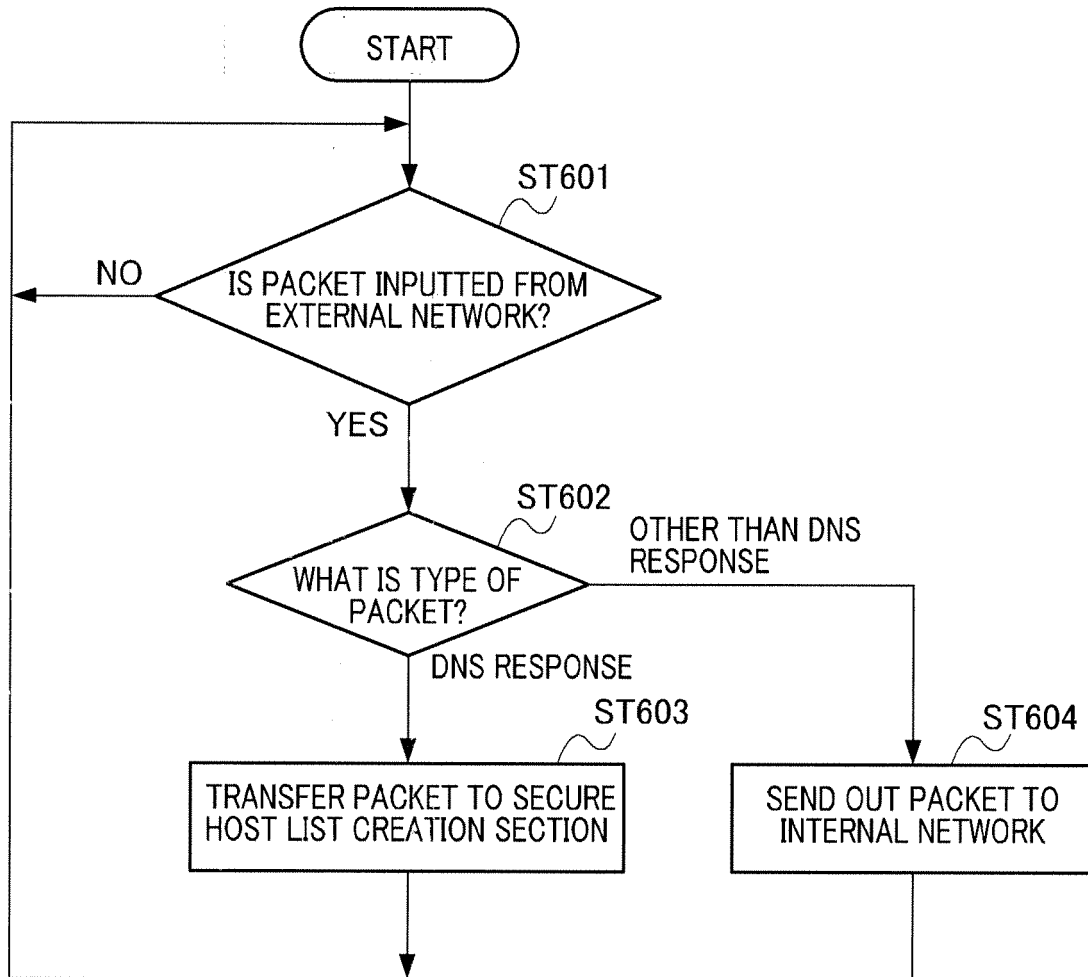 START
ST601
NO
IS PACKET INPUTTED FROM
EXTERNAL NETWORK?
YES
ST602
OTHER THAN DNS
RESPONSE
WHAT IS TYPE OF
PACKET?
DNS RESPONSE
ST603
ST604
TRANSFER PACKET TO SECURE
HOST LIST CREATION SECTION
SEND OUT PACKET TO
INTERNAL NETWORK